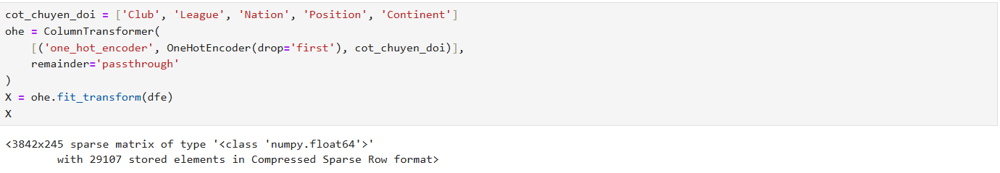 cot_chuyen_doi = ['Club', 'League', 'Nation', 'Position', 'Continent']
ohe = ColumnTransformer(
    [('one_hot_encoder', OneHotEncoder(drop='first'), cot_chuyen_doi)],
    remainder='passthrough'
)
X = ohe.fit_transform(dfe)
X
<3842x245 sparse matrix of type '<class 'numpy.float64'>'
        with 29107 stored elements in Compressed Sparse Row format>